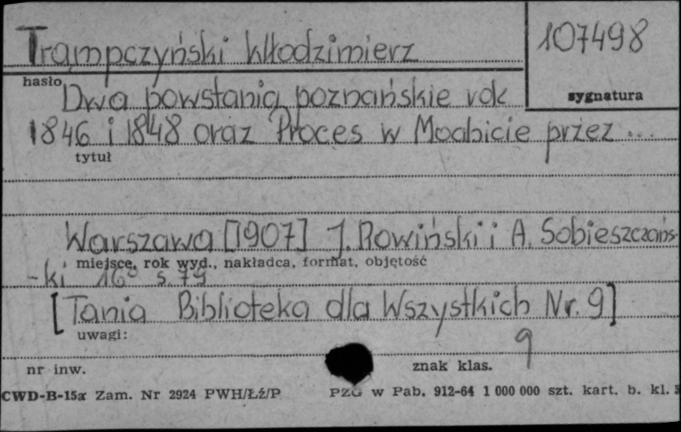 Trąmpczyński Włodzimierz
107498
hasło
sygnatura
Dwa powstania poznańskie rok
1846 i 1848 oraz Proces w Moabicie przez ...
tytuł
Warszawa [1907] J. Rowiński i A. Sobieszczańs-
miejsce, rok wyd., nakładca, format, objętość
-ki 16° s. 79
[Tania Biblioteka dla Wszystkich Nr. 9]
uwagi:
9
nr inw.
znak klas.
CWD-B-15a Zam. Nr 2924 PWH/Łź/P
PZG w Pab. 912-64 1 000 000 szt. kart. b. kl.